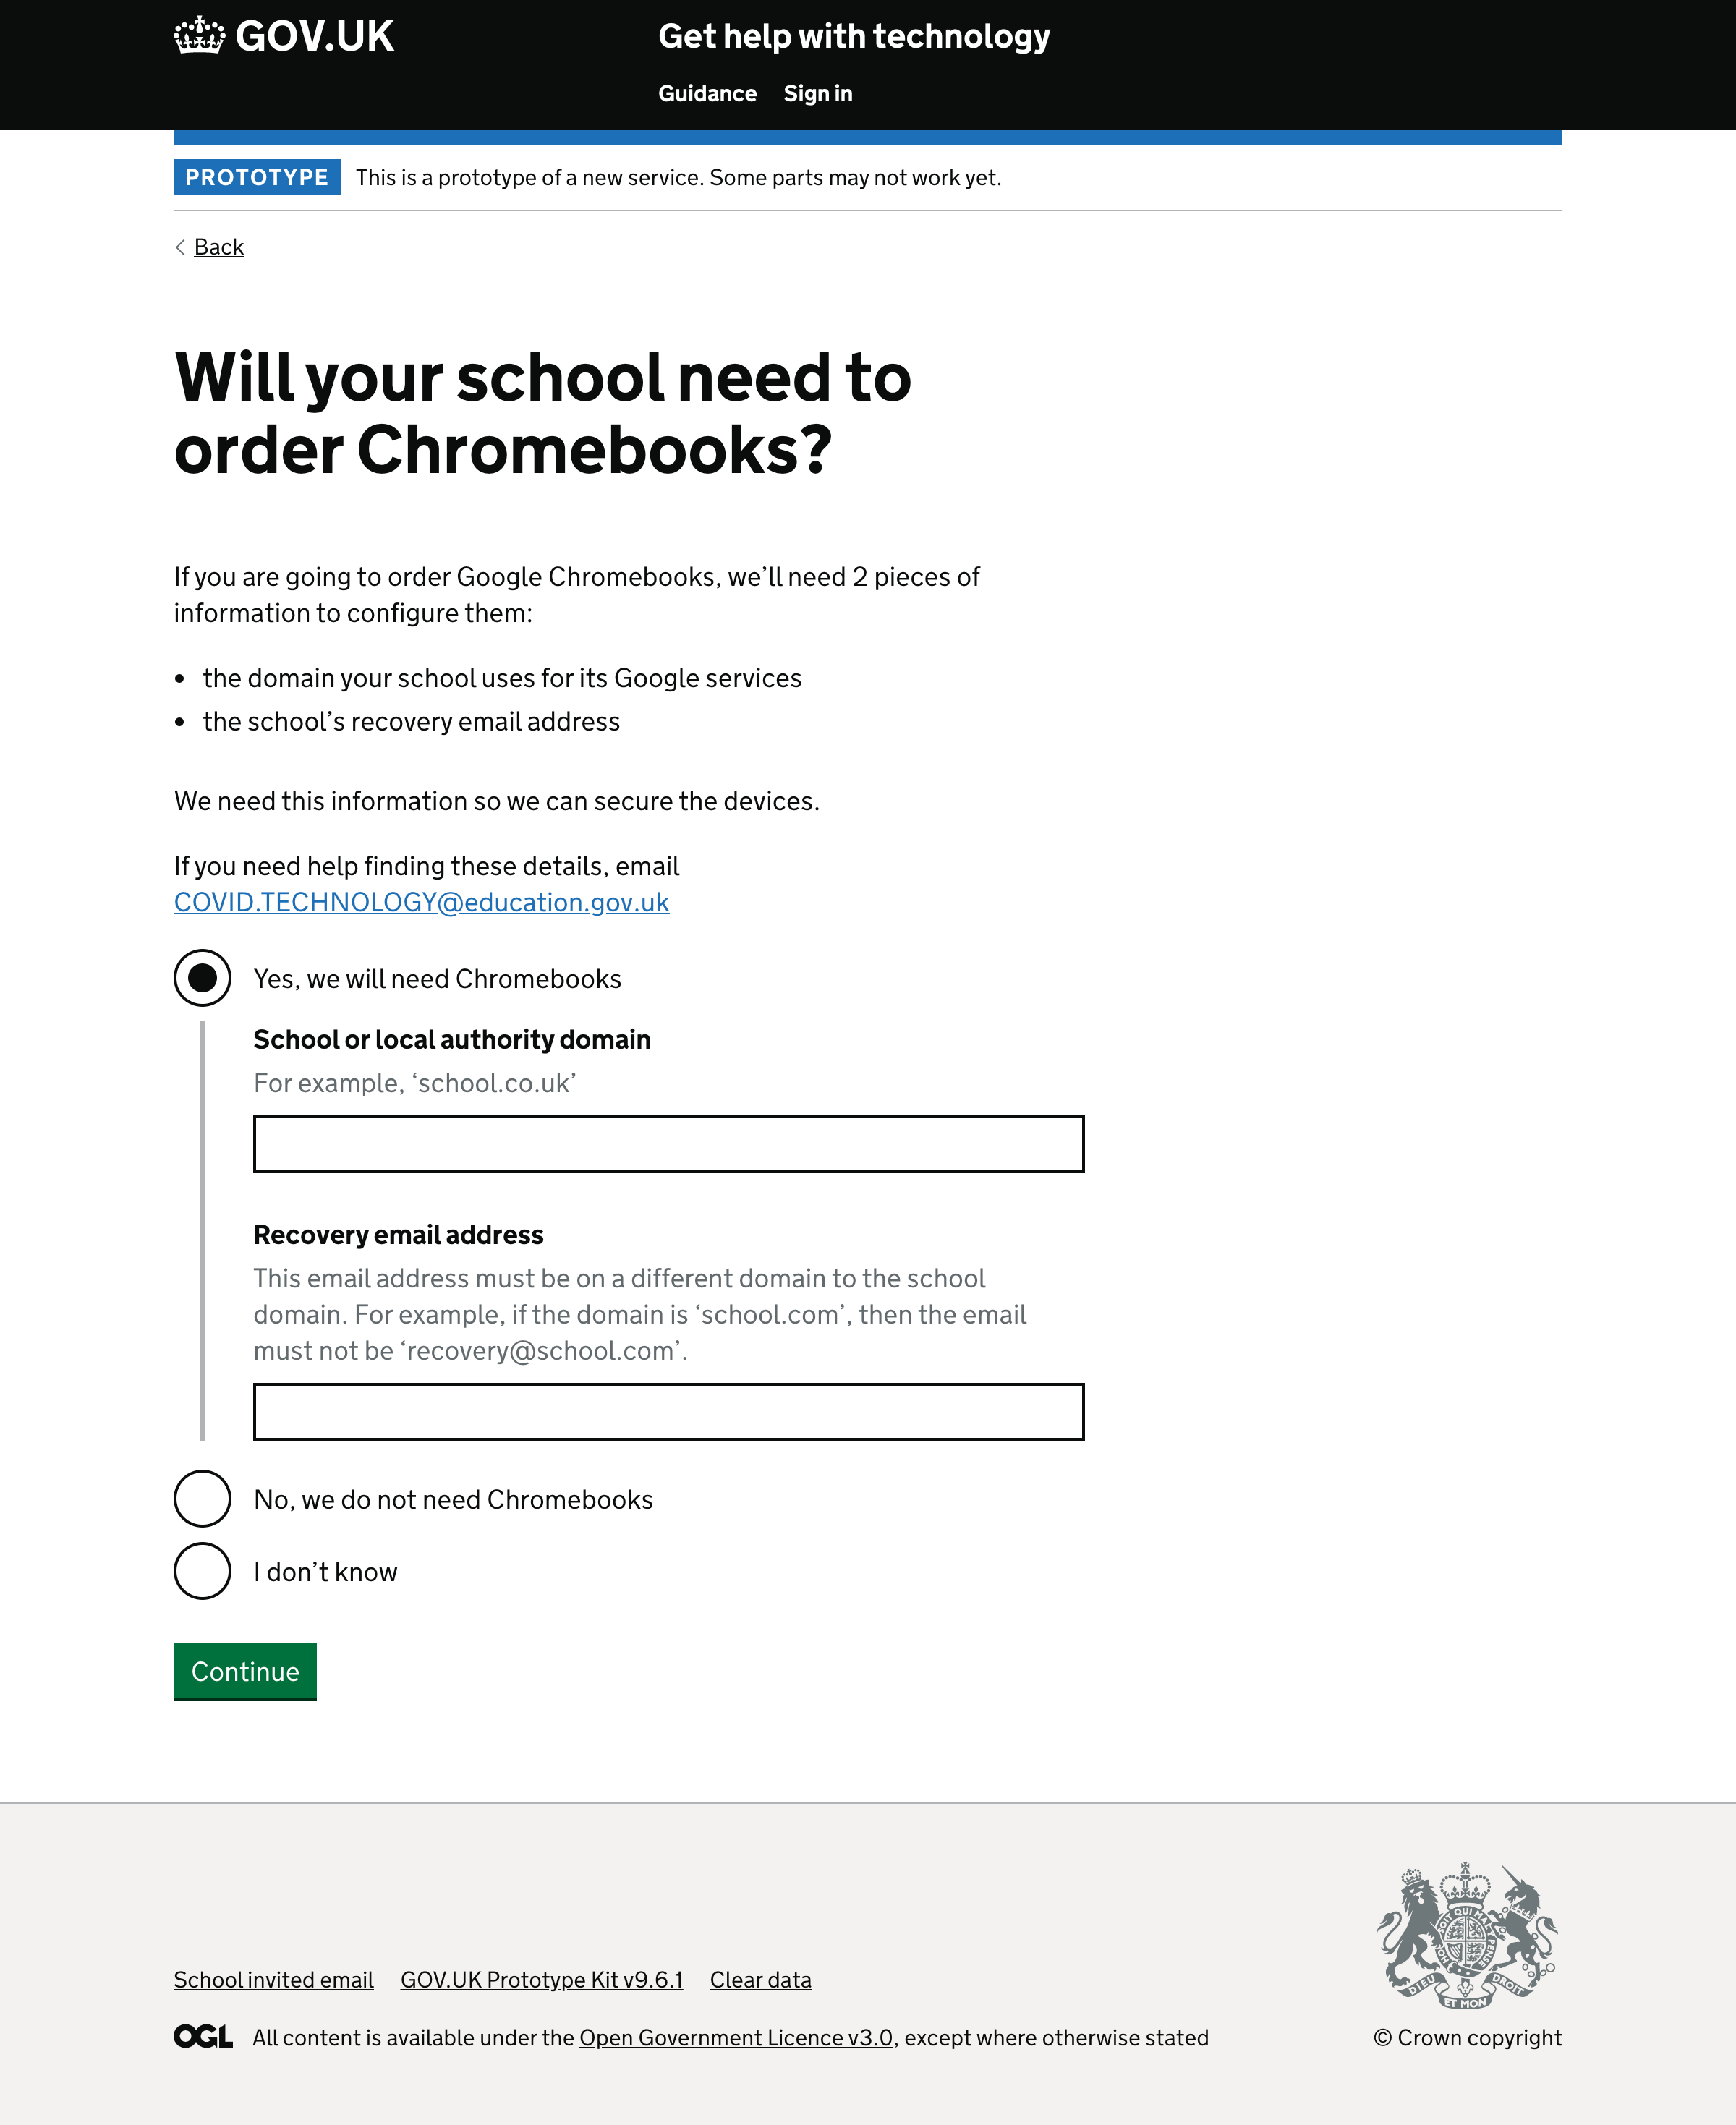 GOV.UK
Get help with technology
Guidance Sign in
PROTOTYPE This is a prototype of a new service. Some parts may not work yet.
Back
Will your school need to
order Chromebooks?
If you are going to order Google Chromebooks, we’ll need 2 pieces of
information to configure them:
• the domain your school uses for its Google services
• the school’s recovery email address
We need this information so we can secure the devices.
If you need help finding these details, email
COVID.TECHNOLOGY@education.gov.uk
Yes, we will need Chromebooks
School or local authority domain
For example, ‘school.co.uk’
Recovery email address
This email address must be on a different domain to the school
domain. For example, if the domain is ‘school.com’, then the email
must not be ‘recovery@school.com’.
No, we do not need Chromebooks
I don’t know
Continue
School invited email GOV.UK Prototype Kit v9.6.1 Clear data
DIEU ET MON DROIT
OGL All content is available under the Open Government Licence v3.0, except where otherwise stated
© Crown copyright